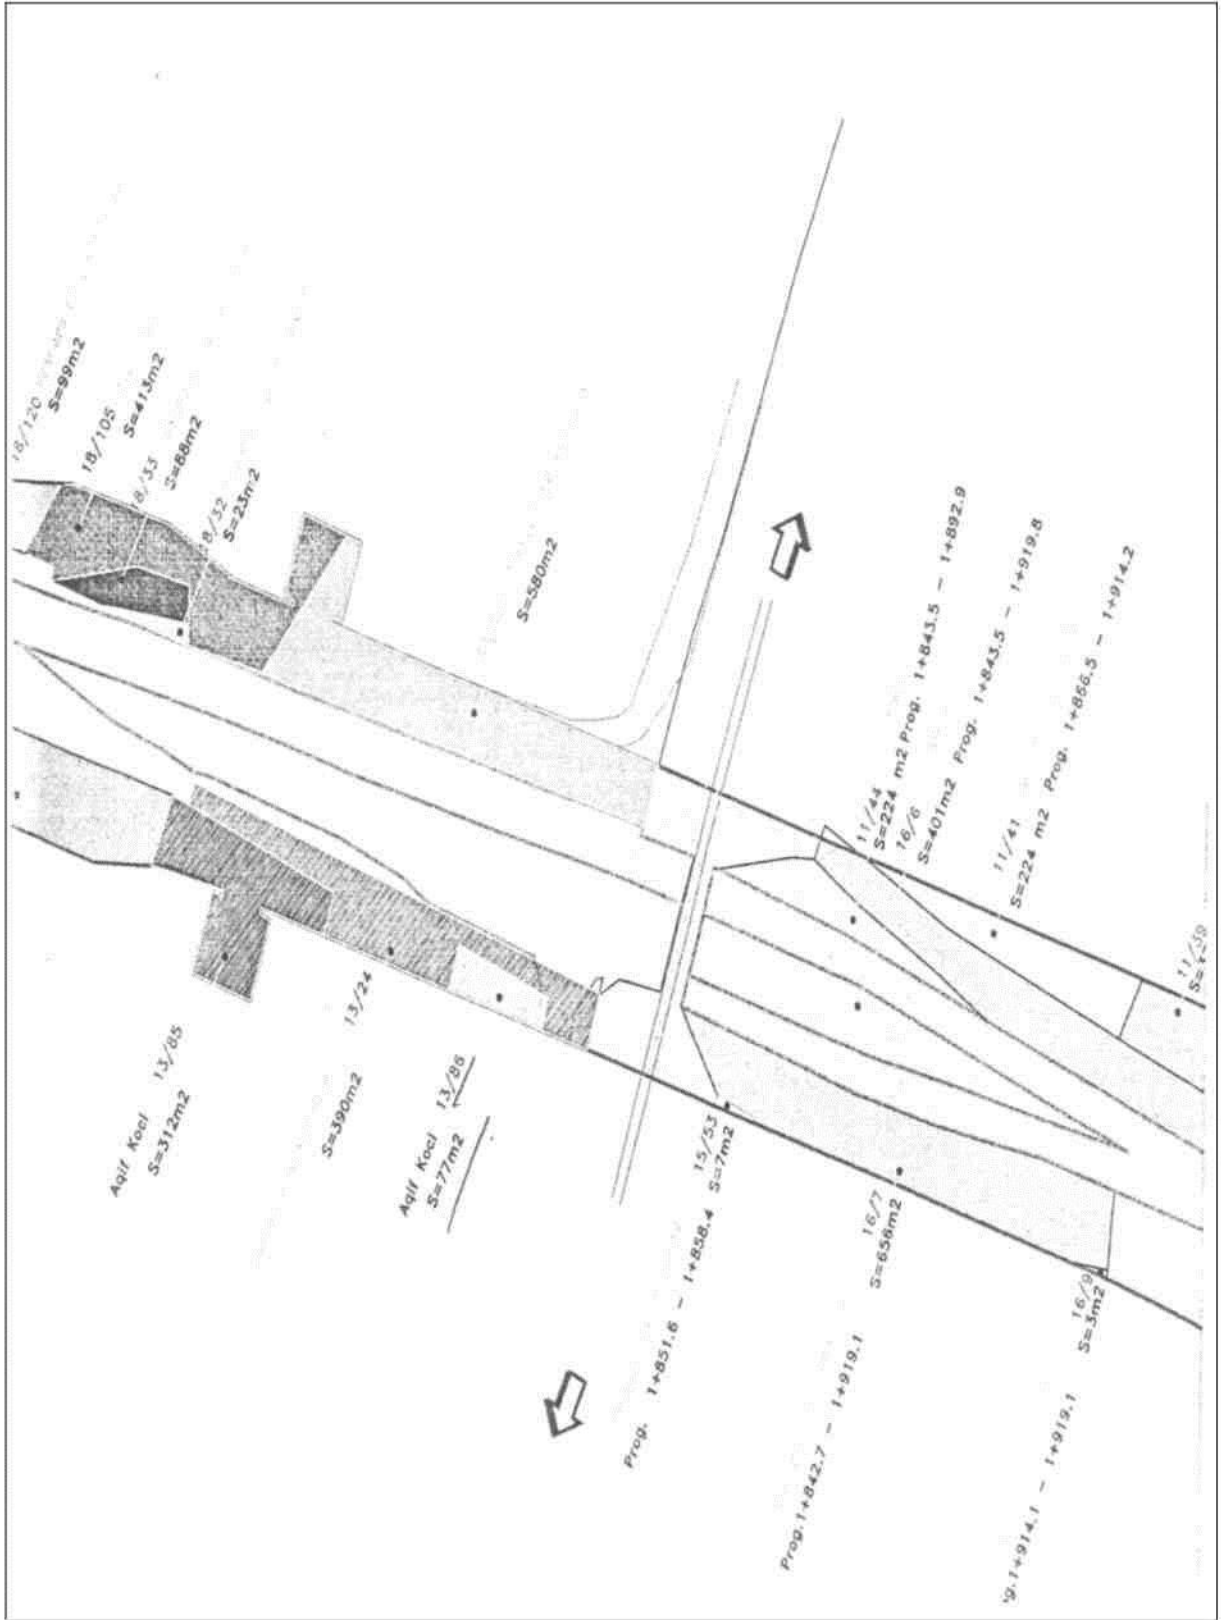 18/120
S=99m2
18/105
S=413m2
8/33
S=88m2
8/32
S=23m2
S=580m2
11/44
S=224 m2 Prog. 1+843.5 - 1+892.9
16/6
S=401m2 Prog. 1+843.5 - 1+919.8
11/41
S=224 m2 Prog. 1+866.5 - 1+914.2
11/39
Aqif Koci 13/85
S=312m2
13/24
S=390m2
Aqif Koci 13/86
S=77m2
15/53
Prog. 1+851.6 - 1+858.4 S=7m2
16/7
Prog.1+842.7 - 1+919.1 S=656m2
16/9
g.1+914.1 - 1+919.1 S=3m2